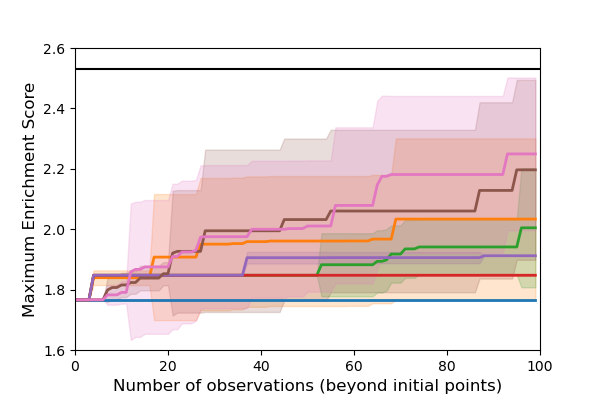 2.6
2.4
2.2
2.0
1.8
1.6
Maximum Enrichment Score
0 20 40 60 80 100
Number of observations (beyond initial points)